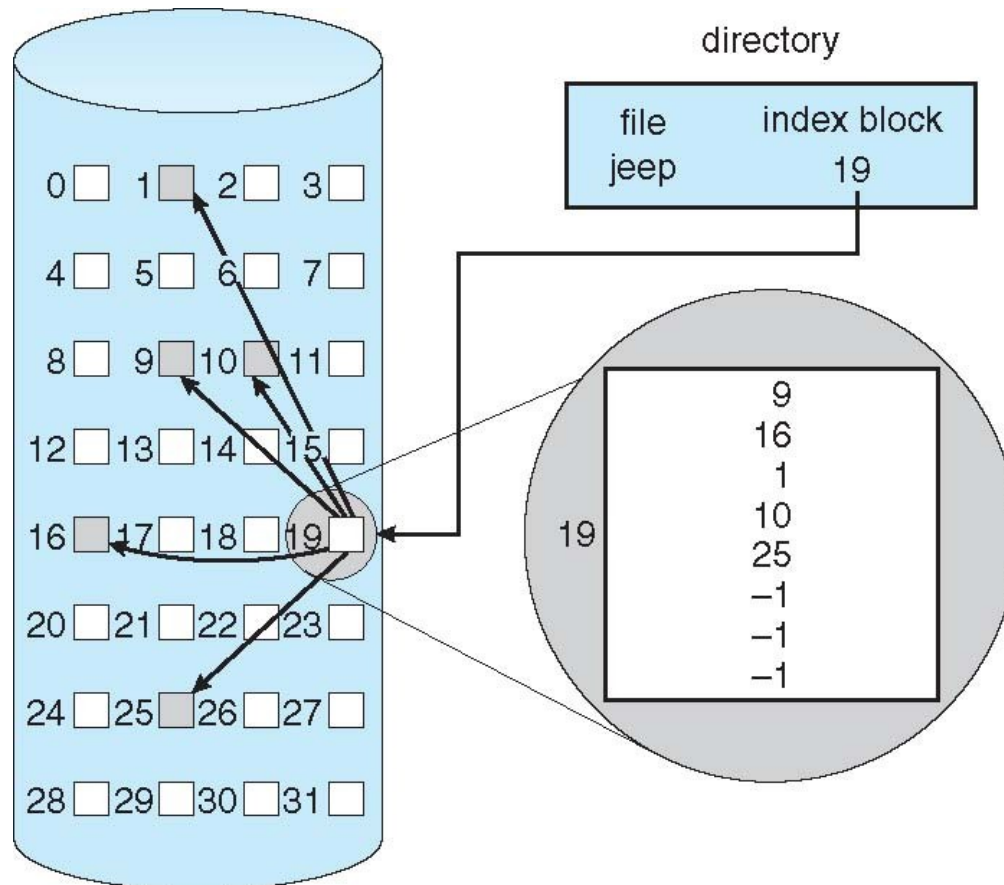 directory
file index block
jeep 19
0 1 2 3
4 5 6 7
8 9 10 11
12 13 14 15
16 17 18 19
20 21 22 23
24 25 26 27
28 29 30 31
19
9
16
1
10
25
–1
–1
–1